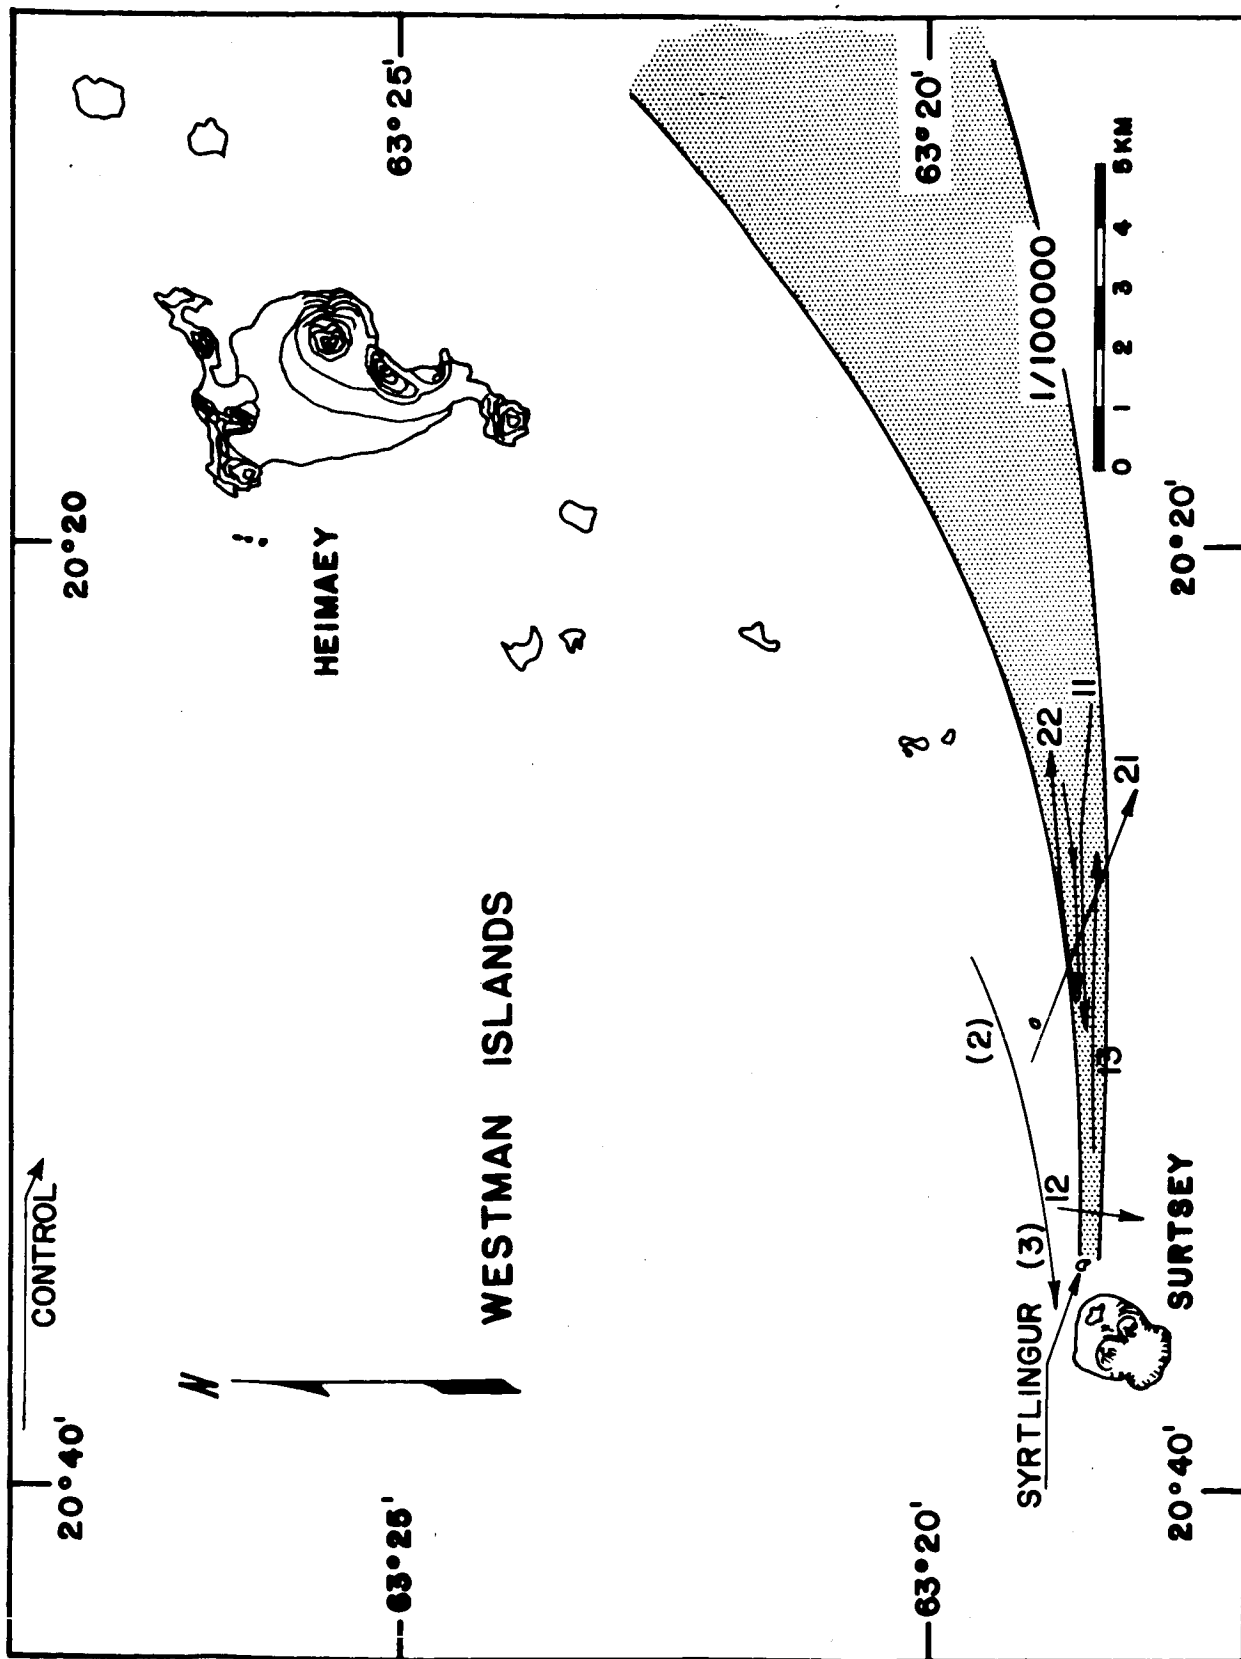 20°40'
20°20
CONTROL
N
HEIMAEY
63°25'
63°25'
WESTMAN ISLANDS
63°20'
63°20'
(2)
(3)
12
SYRTLINGUR
13
22
11
21
1/100000
0 1 2 3 4 5 KM
SURTSEY
20°40'
20°20'